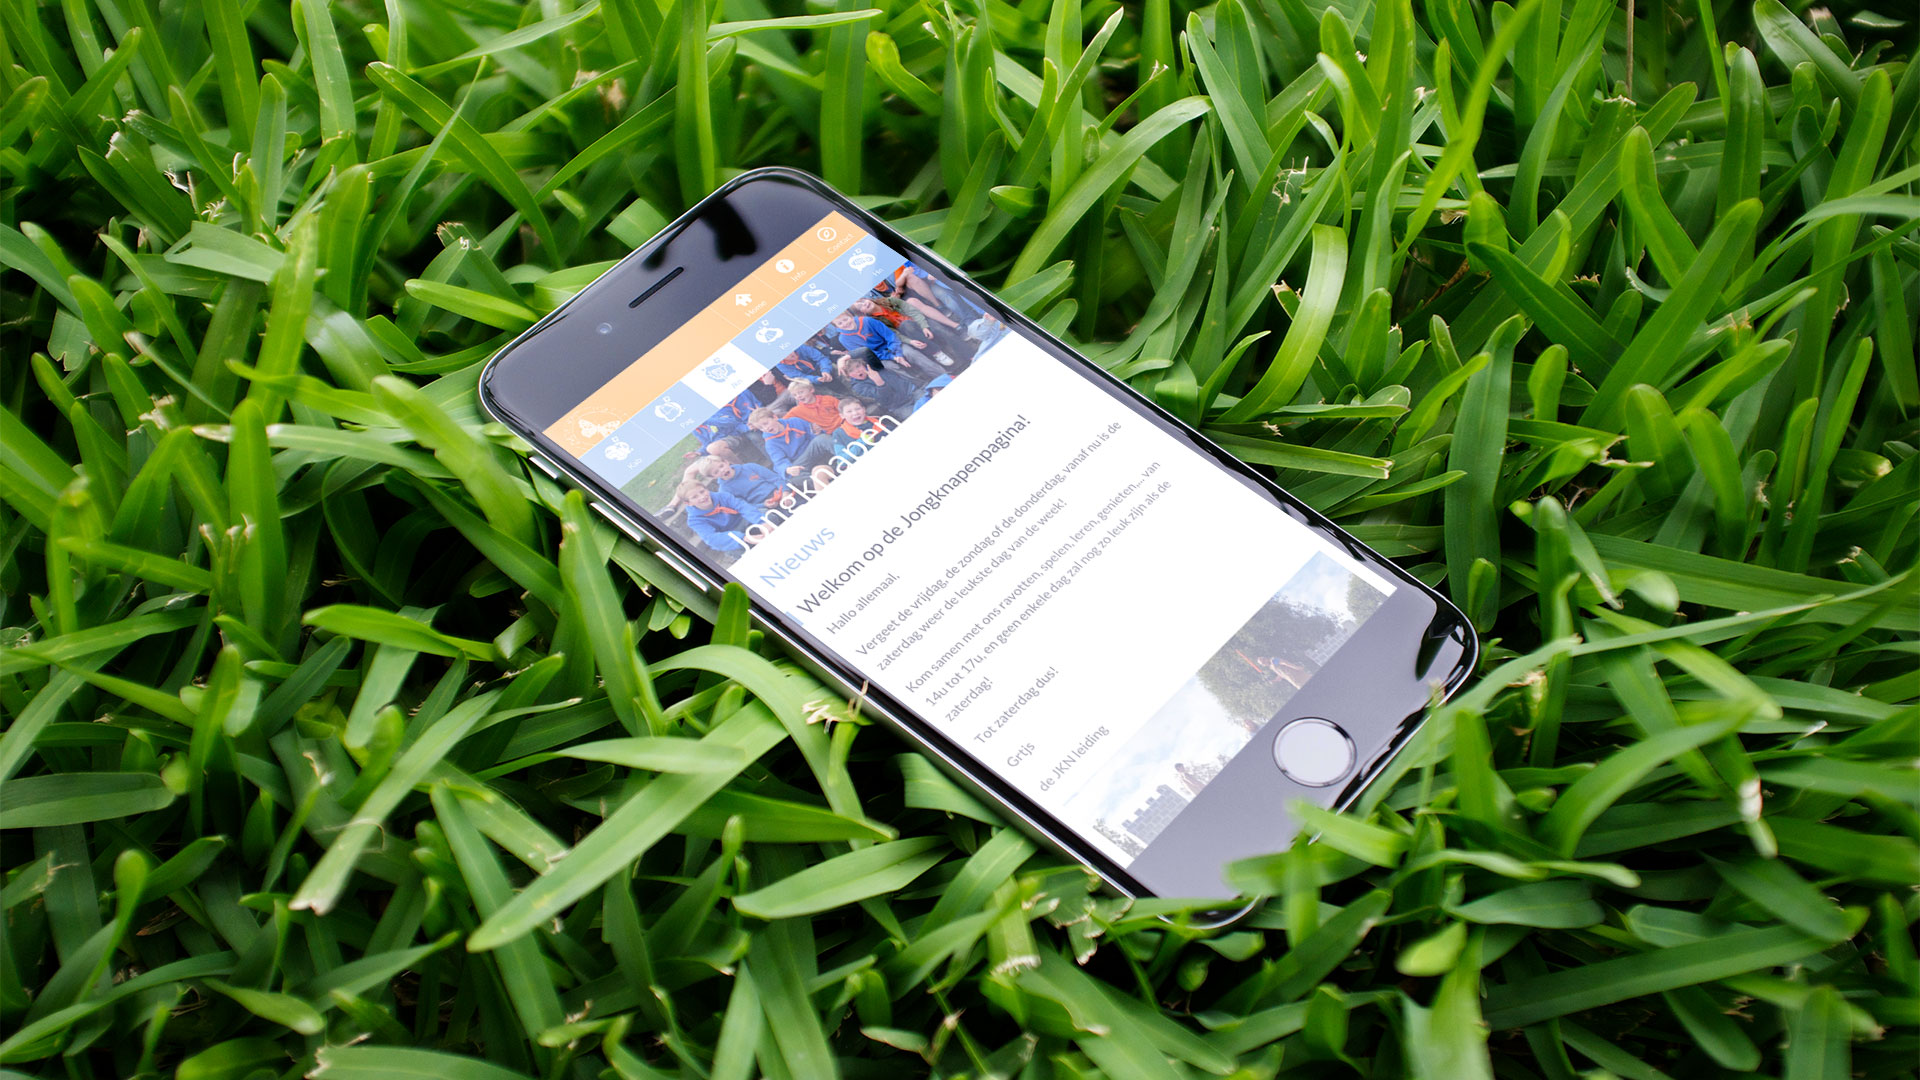 Home
Info
Contact
Kab
Pag
Jkn
Kn
Jhn
Hn
Jongknapen
Nieuws
Welkom op de Jongknapenpagina!
Hallo allemaal,
Vergeet de vrijdag, de zondag of de donderdag, vanaf nu is de
zaterdag weer de leukste dag van de week!
Kom samen met ons ravotten, spelen, leren, genieten,... van
14u tot 17u, en geen enkele dag zal nog zo leuk zijn als de
zaterdag!
Tot zaterdag dus!
Grtjs
de JKN leiding